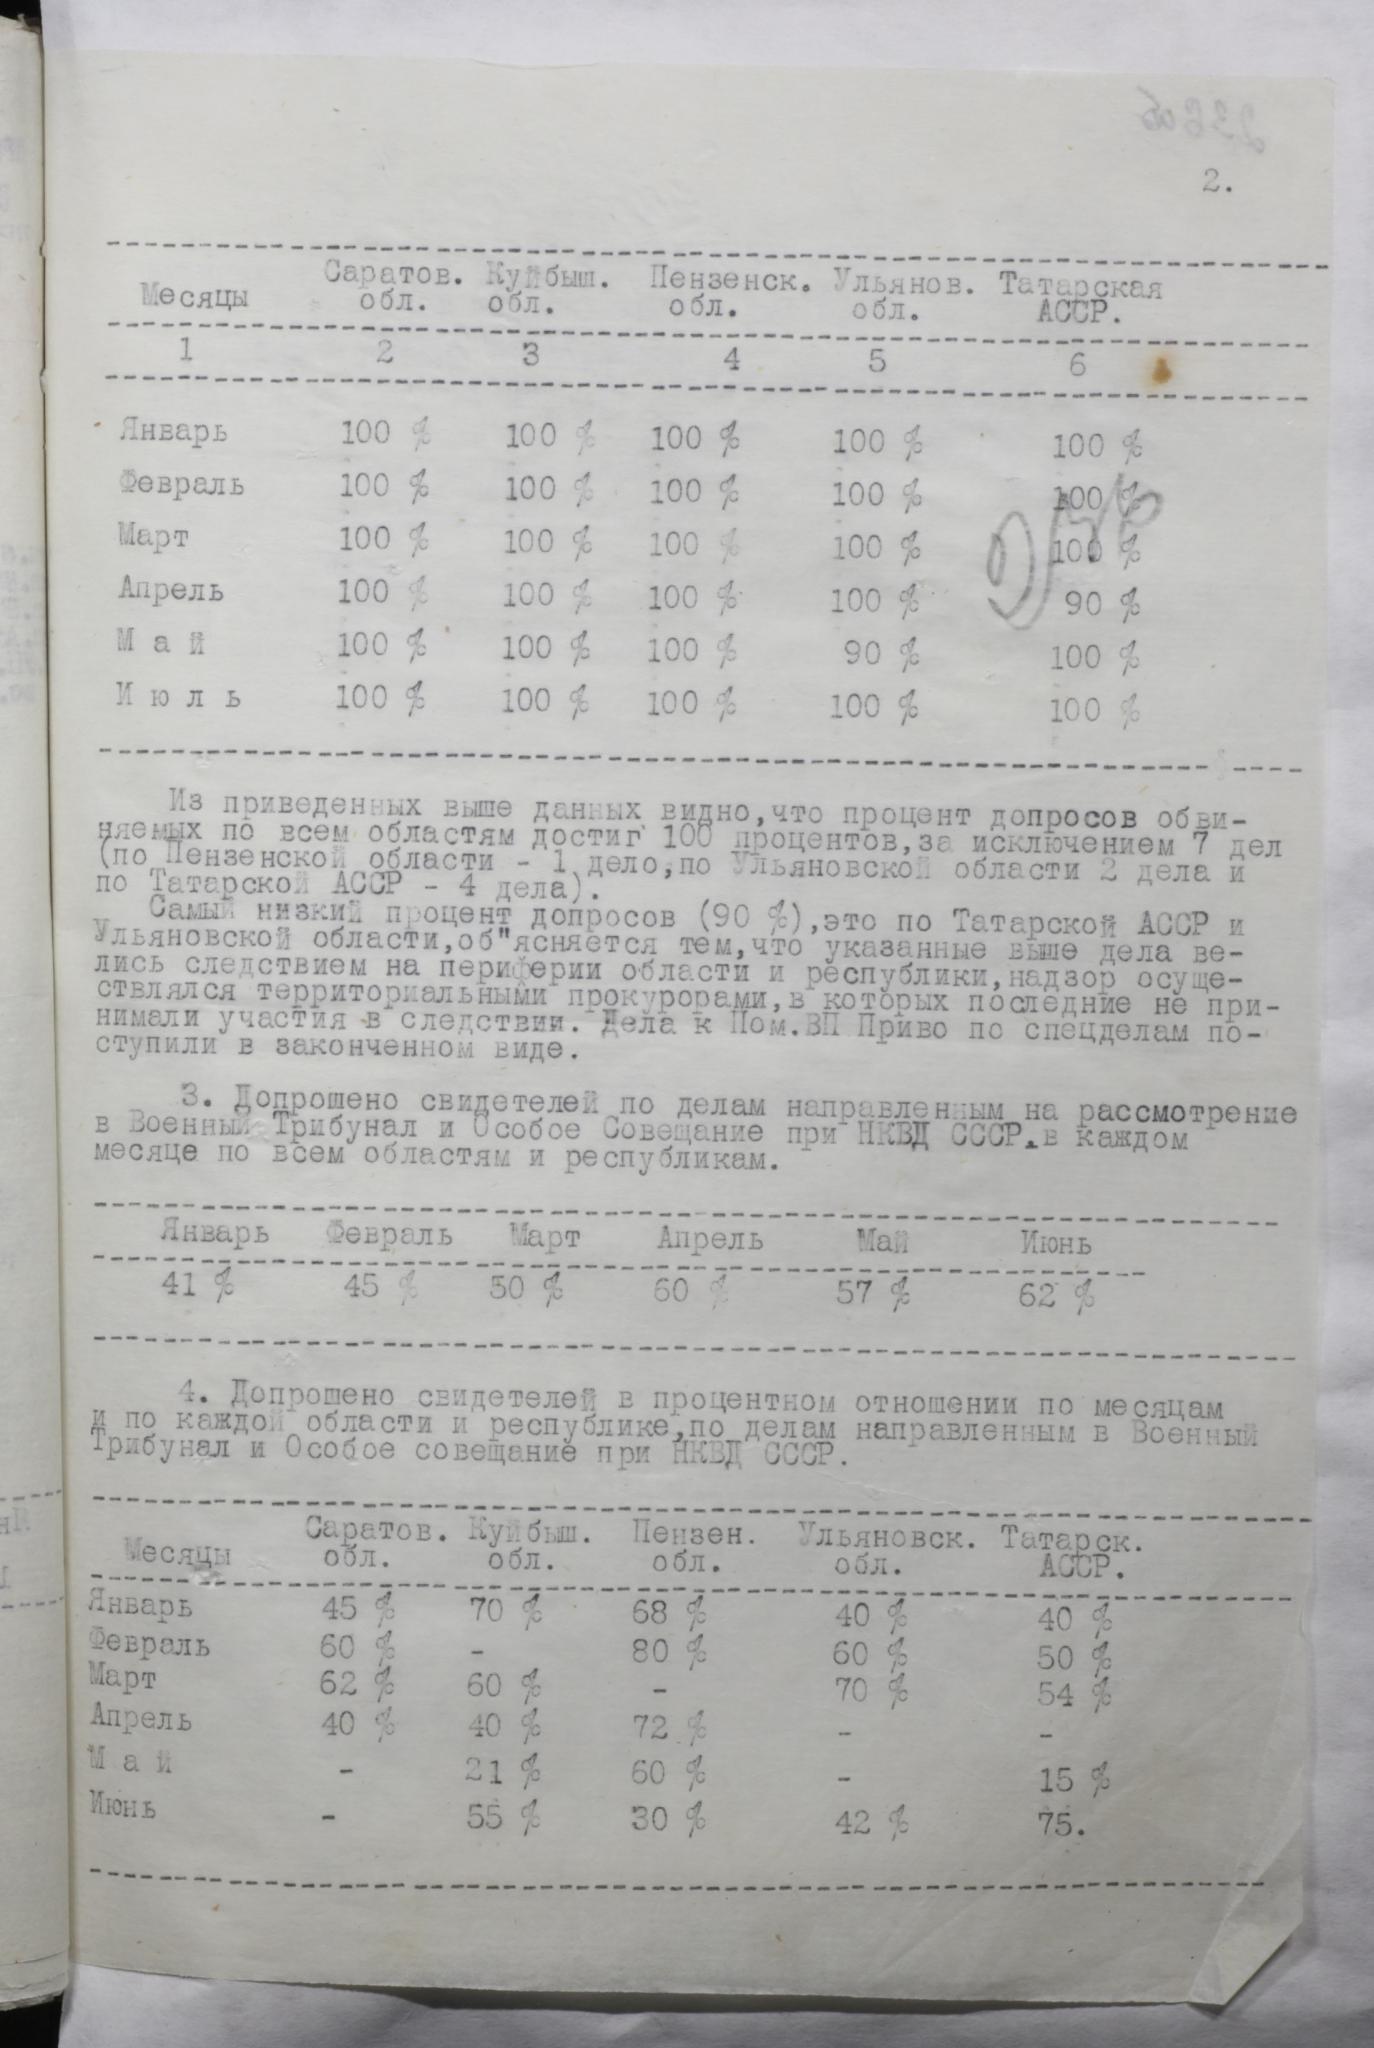 2.
Саратов. Куйбыш. Пензенск. Ульянов. Татарская
Месяцы обл. обл. обл. обл. АССР.
1 2 3 4 5 6
Январь 100 % 100 % 100 % 100 % 100 %
Февраль 100 % 100 % 100 % 100 % 100 %
Март 100 % 100 % 100 % 100 % 100 %
Апрель 100 % 100 % 100 % 100 % 90 %
М а й 100 % 100 % 100 % 90 % 100 %
И ю л ь 100 % 100 % 100 % 100 % 100 %
Из приведенных выше данных видно,что процент допросов обви-
няемых по всем областям достиг 100 процентов,за исключением 7 дел
(по Пензенской области - 1 дело,по Ульяновской области 2 дела и
по Татарской АССР - 4 дела).
Самый низкий процент допросов (90 %),это по Татарской АССР и
Ульяновской области,об"ясняется тем,что указанные выше дела ве-
лись следствием на периферии области и республики,надзор осуще-
ствлялся территориальными прокурорами,в которых последние не при-
нимали участия в следствии. Дела к Пом.ВП Приво по спецделам по-
ступили в законченном виде.
3. Допрошено свидетелей по делам направленным на рассмотрение
в Военный Трибунал и Особое Совещание при НКВД СССР.в каждом
месяце по всем областям и республикам.
Январь Февраль Март Апрель Май Июнь
41 % 45 % 50 % 60 % 57 % 62 %
4. Допрошено свидетелей в процентном отношении по месяцам
и по каждой области и республике,по делам направленным в Военный
Трибунал и Особое совещание при НКВД СССР.
Саратов. Куйбыш. Пензен. Ульяновск. Татарск.
Месяцы обл. обл. обл. обл. АССР.
Январь 45 % 70 % 68 % 40 % 40 %
Февраль 60 % - 80 % 60 % 50 %
Март 62 % 60 % - 70 % 54 %
Апрель 40 % 40 % 72 % - -
М а й - 21 % 60 % - 15 %
Июнь - 55 % 30 % 42 % 75.